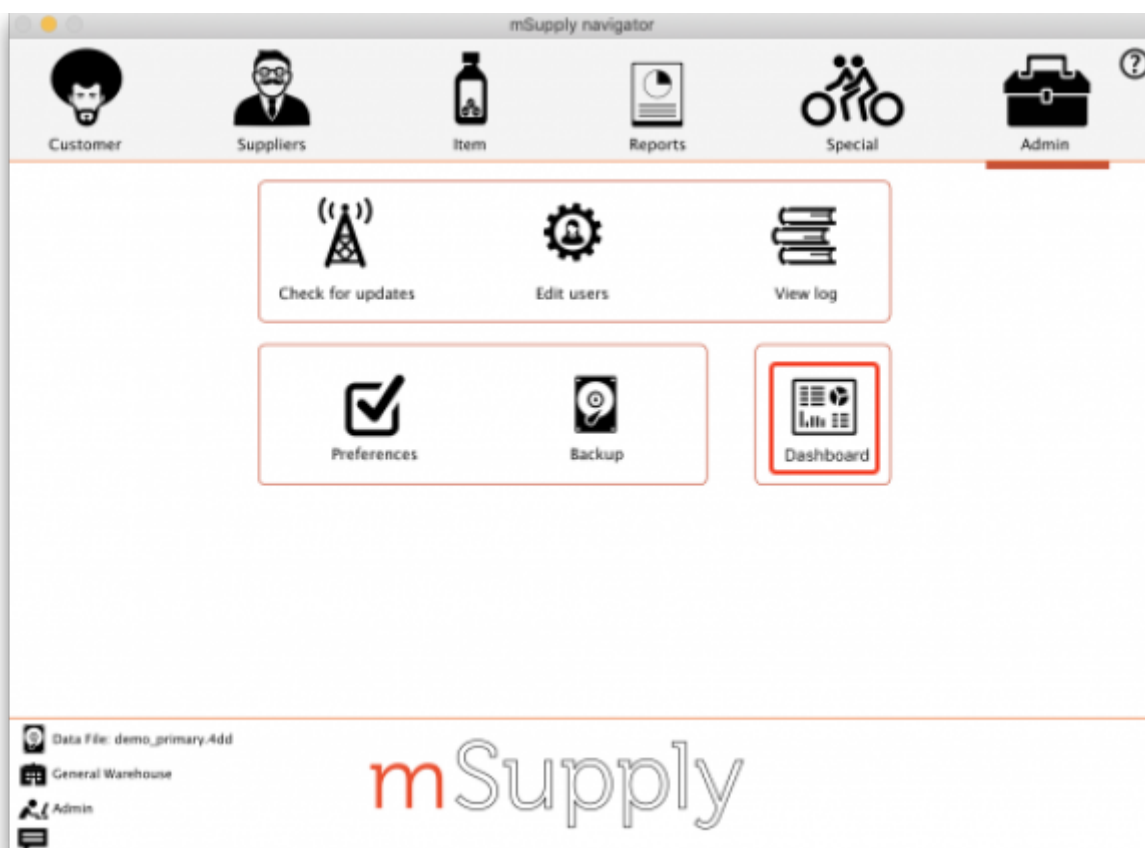 mSupply navigator
?
Customer Suppliers Item Reports Special Admin
Check for updates Edit users View log
Preferences Backup Dashboard
Data File: demo_primary.4dd
General Warehouse
Admin
mSupply